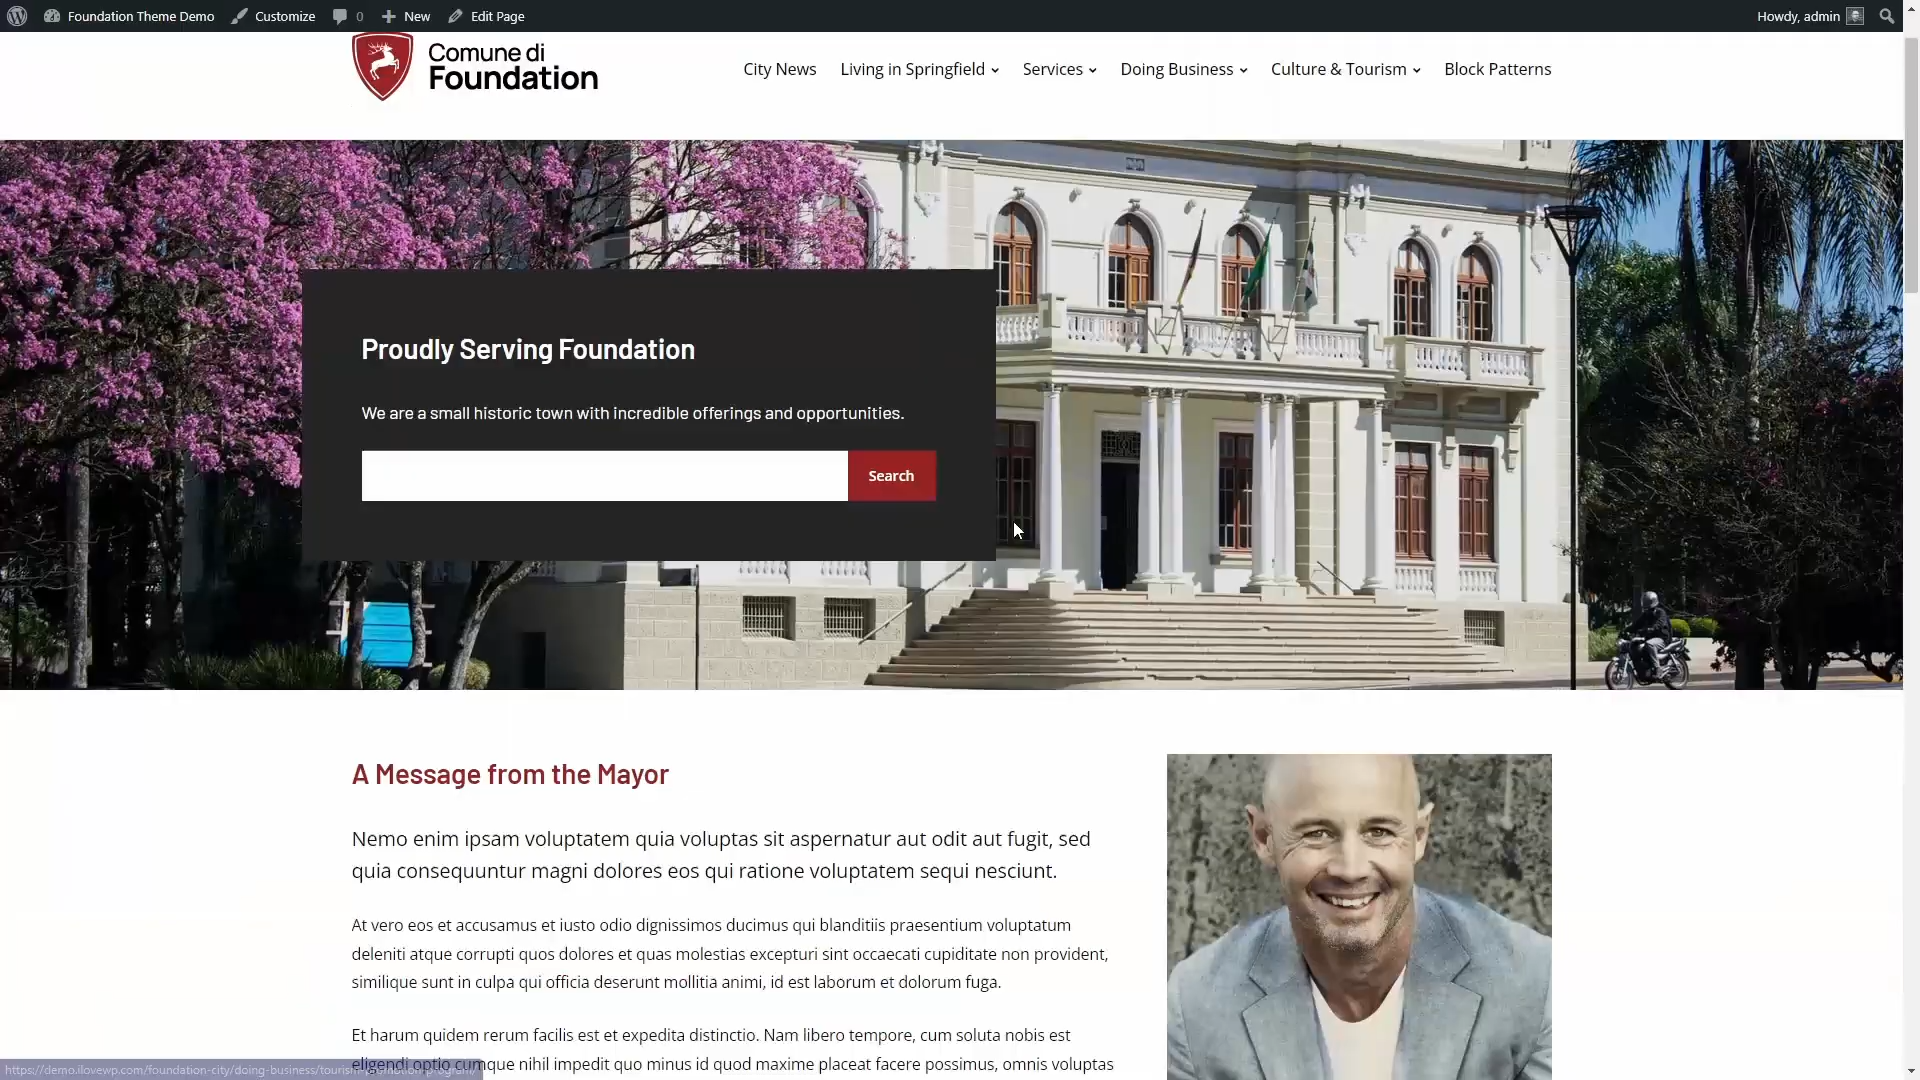 Foundation Theme Demo
Customize
0
New
Edit Page
Howdy, admin
Comune di
Foundation
City News
Living in Springfield
Services
Doing Business
Culture & Tourism
Block Patterns
Proudly Serving Foundation
We are a small historic town with incredible offerings and opportunities.
Search
A Message from the Mayor
Nemo enim ipsam voluptatem quia voluptas sit aspernatur aut odit aut fugit, sed
quia consequuntur magni dolores eos qui ratione voluptatem sequi nesciunt.
At vero eos et accusamus et iusto odio dignissimos ducimus qui blanditiis praesentium voluptatum
deleniti atque corrupti quos dolores et quas molestias excepturi sint occaecati cupiditate non provident,
similique sunt in culpa qui officia deserunt mollitia animi, id est laborum et dolorum fuga.
Et harum quidem rerum facilis est et expedita distinctio. Nam libero tempore, cum soluta nobis est
eligendi optio cumque nihil impedit quo minus id quod maxime placeat facere possimus, omnis voluptas